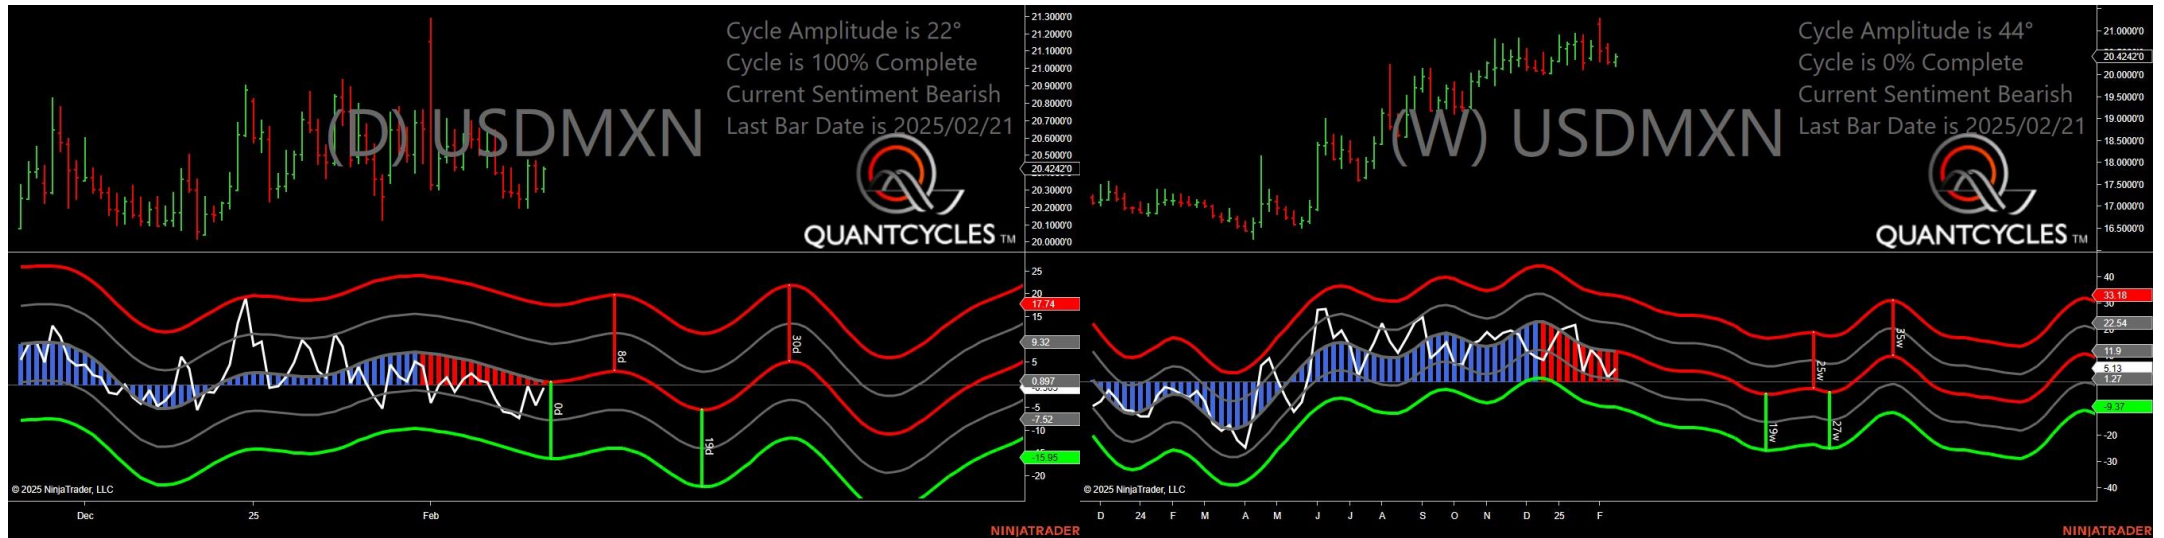 Cycle Amplitude is 22°
Cycle is 100% Complete
Current Sentiment Bearish
Last Bar Date is 2025/02/21
(D) USDMXN
QUANTCYCLES TM
21.3000'0
21.2000'0
21.1000'0
21.0000'0
20.9000'0
20.8000'0
20.7000'0
20.6000'0
20.5000'0
20.4242'0
20.3000'0
20.2000'0
20.1000'0
20.0000'0
25
20
17.74
15
9.32
5
0.897
-5
-7.52
-10
-15.95
-20
8d
30d
0d
19d
© 2025 NinjaTrader, LLC
Dec
25
Feb
NINJATRADER
Cycle Amplitude is 44°
Cycle is 0% Complete
Current Sentiment Bearish
Last Bar Date is 2025/02/21
(W) USDMXN
QUANTCYCLES TM
21.0000'0
20.4242'0
20.0000'0
19.5000'0
19.0000'0
18.5000'0
18.0000'0
17.5000'0
17.0000'0
16.5000'0
40
33.18
30
22.54
11.9
5.13
1.27
-9.37
-20
-30
-40
25w
35w
19w
27w
© 2025 NinjaTrader, LLC
D
24
F
M
A
M
J
J
A
S
O
N
D
25
F
NINJATRADER